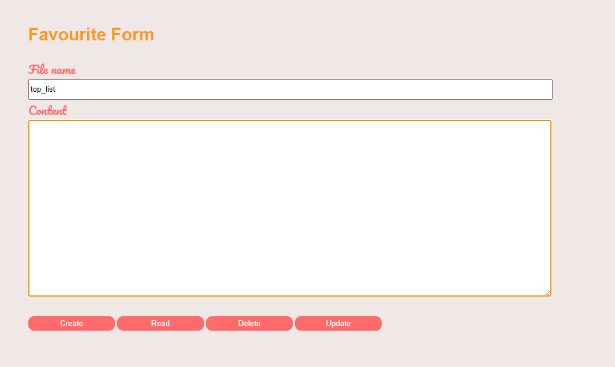 Favourite Form
File name
top_list
Content
Create Read Delete Update